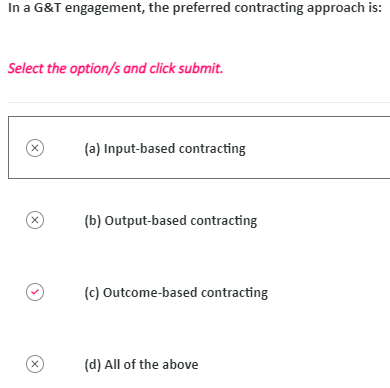 In a G&T engagement, the preferred contracting approach is:
Select the option/s and click submit.
(a) Input-based contracting
(b) Output-based contracting
(c) Outcome-based contracting
(d) All of the above